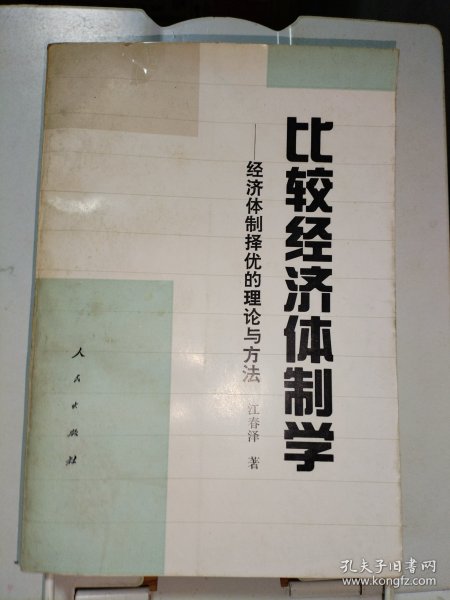 比较经济体制学
——经济体制择优的理论与方法
江春泽 著
人民出版社
孔夫子旧书网
www.kongfz.com